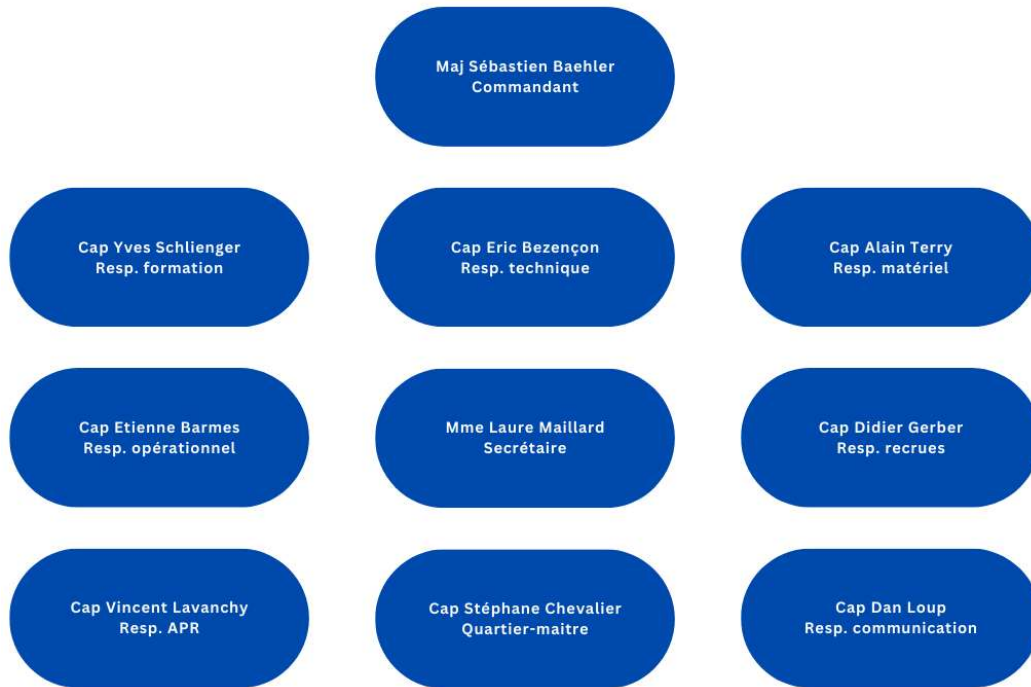 Maj Sébastien Baehler
Commandant
Cap Yves Schlienger
Resp. formation
Cap Eric Bezençon
Resp. technique
Cap Alain Terry
Resp. matériel
Cap Etienne Barmes
Resp. opérationnel
Mme Laure Maillard
Secrétaire
Cap Didier Gerber
Resp. recrues
Cap Vincent Lavanchy
Resp. APR
Cap Stéphane Chevalier
Quartier-maitre
Cap Dan Loup
Resp. communication